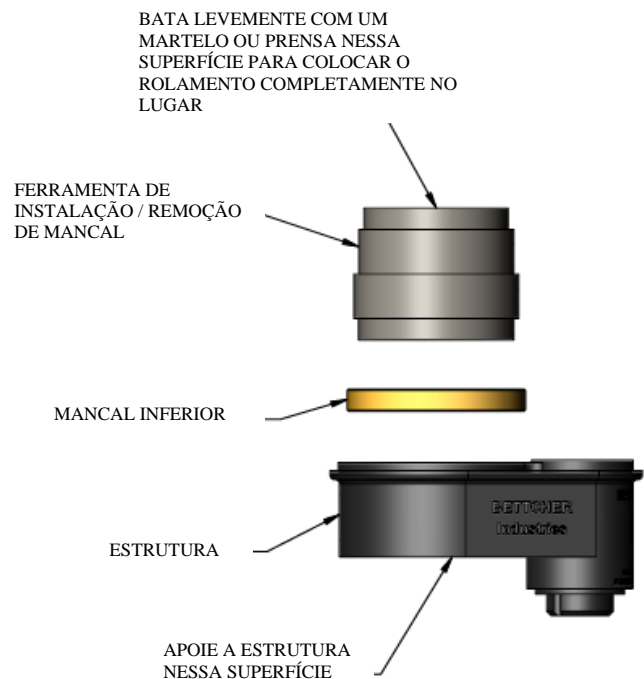 BATA LEVEMENTE COM UM
MARTELO OU PRENSA NESSA
SUPERFÍCIE PARA COLOCAR O
ROLAMENTO COMPLETAMENTE NO
LUGAR
FERRAMENTA DE
INSTALAÇÃO / REMOÇÃO
DE MANCAL
MANCAL INFERIOR
BETTCHER
Industries
ESTRUTURA
APOIE A ESTRUTURA
NESSA SUPERFÍCIE